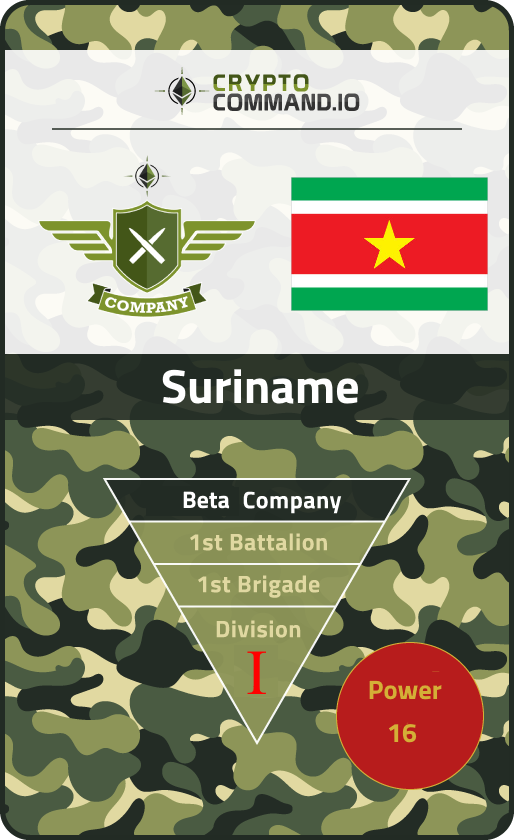 CRYPTO
COMMAND.IO
COMPANY
Suriname
Beta Company
1st Battalion
1st Brigade
Division
I
Power
16